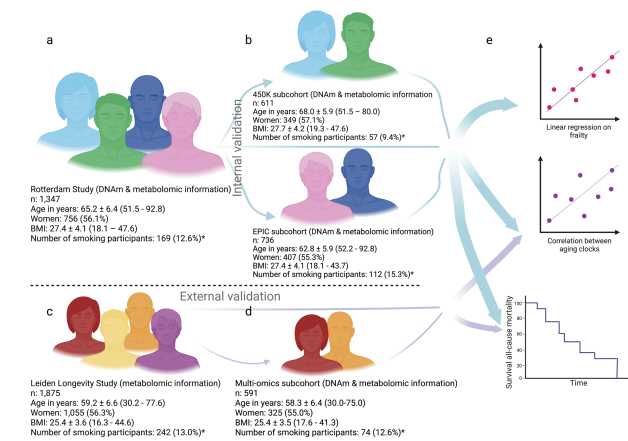 a
Rotterdam Study (DNAm & metabolomic information)
n: 1,347
Age in years: 65.2 ± 6.4 (51.5 - 92.8)
Women: 756 (56.1%)
BMI: 27.4 ± 4.1 (18.1 – 47.6)
Number of smoking participants: 169 (12.6%)*
Internal validation
b
450K subcohort (DNAm & metabolomic information
n: 611
Age in years: 68.0 ± 5.9 (51.5 – 80.0)
Women: 349 (57.1%)
BMI: 27.7 ± 4.2 (19.3 - 47.6)
Number of smoking participants: 57 (9.4%)*
EPIC subcohort (DNAm & metabolomic information)
n: 736
Age in years: 62.8 ± 5.9 (52.2 - 92.8)
Women: 407 (55.3%)
BMI: 27.4 ± 4.1 (18.1 - 43.7)
Number of smoking participants: 112 (15.3%)*
External validation
c
Leiden Longevity Study (metabolomic information)
n: 1,875
Age in years: 59.2 ± 6.6 (30.2 - 77.6)
Women: 1,055 (56.3%)
BMI: 25.4 ± 3.6 (16.3 - 44.6)
Number of smoking participants: 242 (13.0%)*
d
Multi-omics subcohort (DNAm & metabolomic information)
n: 591
Age in years: 58.3 ± 6.4 (30.0-75.0)
Women: 325 (55.0%)
BMI: 25.4 ± 3.5 (17.6 - 41.3)
Number of smoking participants: 74 (12.6%)*
e
Linear regression on
frailty
Correlation between
aging clocks
Survival all-cause mortality
100
80
60
40
20
0
Time